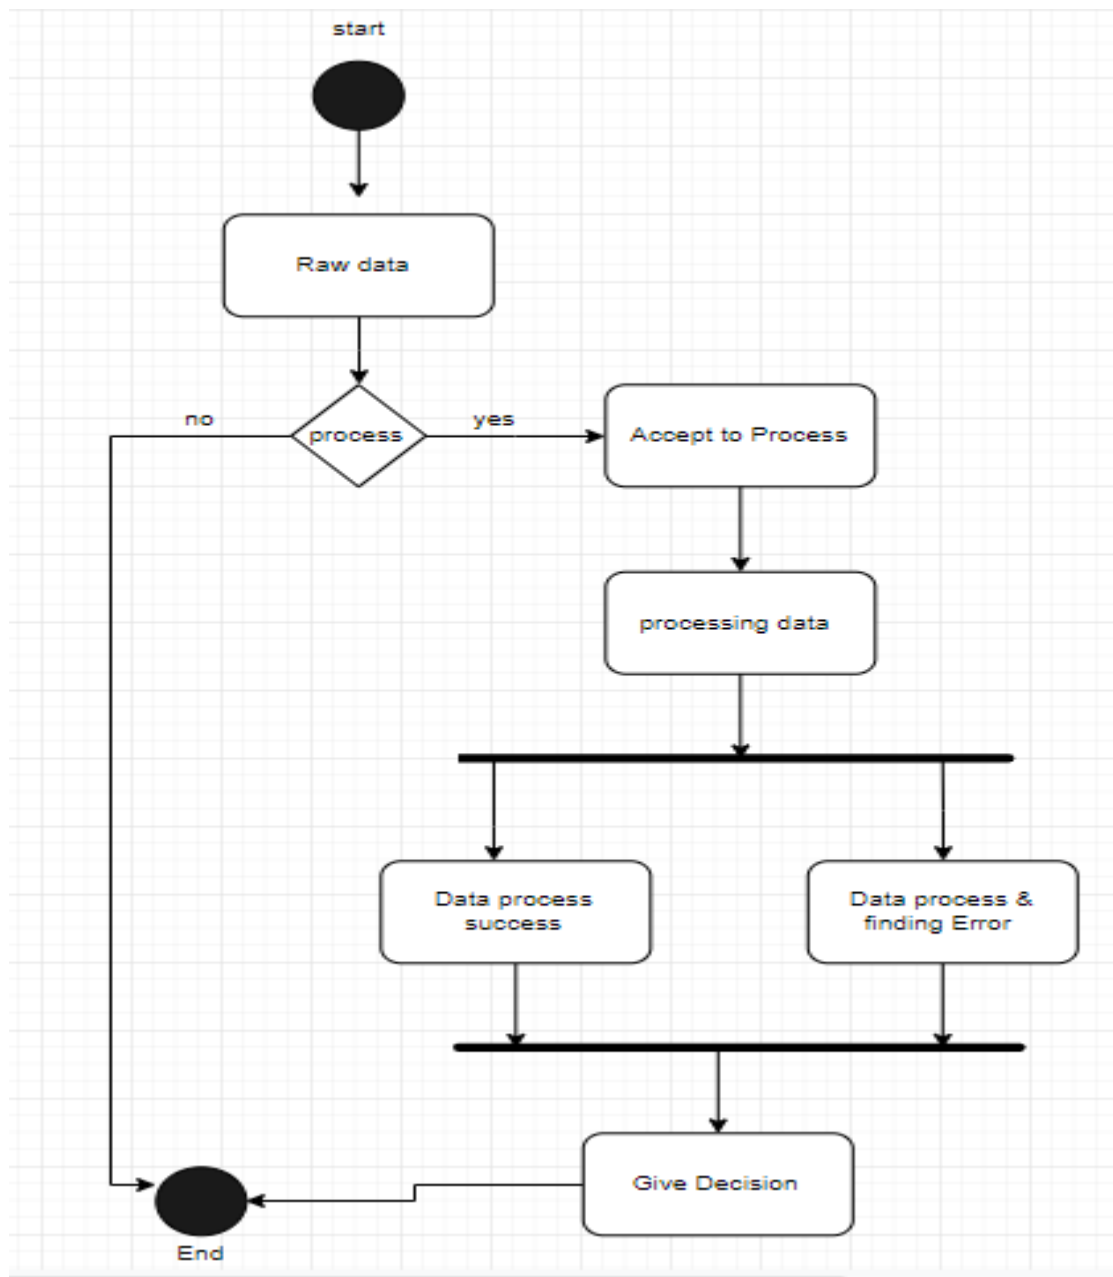 start
Raw data
no
process
yes
Accept to Process
processing data
Data process
success
Data process &
finding Error
Give Decision
End